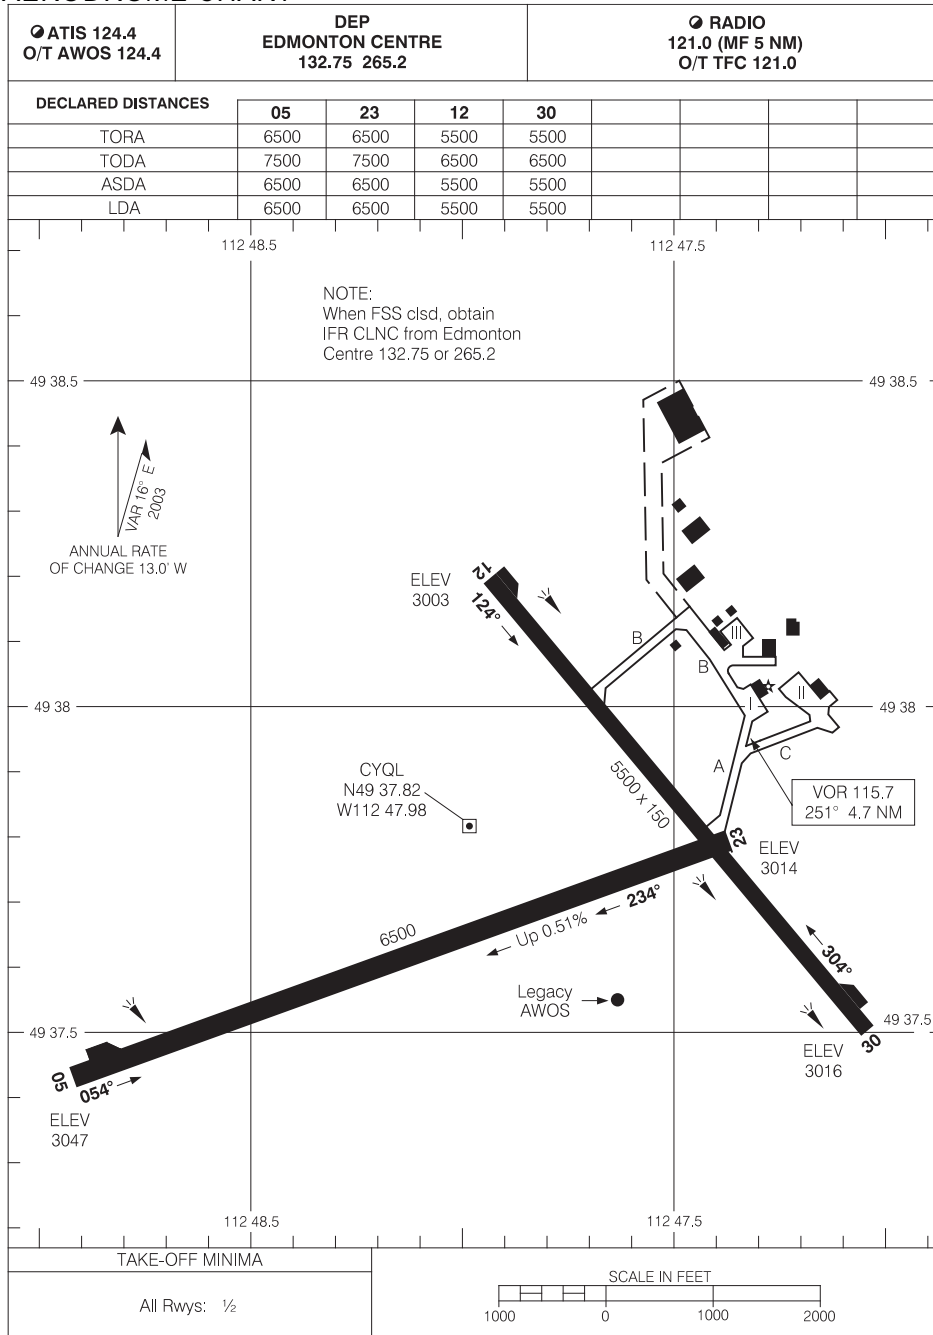 ATIS 124.4
O/T AWOS 124.4
DEP
EDMONTON CENTRE
132.75 265.2
RADIO
121.0 (MF 5 NM)
O/T TFC 121.0
DECLARED DISTANCES
05 23 12 30
TORA 6500 6500 5500 5500
TODA 7500 7500 6500 6500
ASDA 6500 6500 5500 5500
LDA 6500 6500 5500 5500
112 48.5 112 47.5
NOTE:
When FSS clsd, obtain
IFR CLNC from Edmonton
Centre 132.75 or 265.2
49 38.5 49 38.5
VAR 16° E
2003
ANNUAL RATE
OF CHANGE 13.0' W
ELEV
3003
12
124°
B
B
III
II
I
49 38 49 38
A
C
5500 x 150
CYQL
N49 37.82
W112 47.98
VOR 115.7
251° 4.7 NM
23
ELEV
3014
234°
Up 0.51%
6500
304°
Legacy
AWOS
49 37.5 49 37.5
30
ELEV
3016
05
054°
ELEV
3047
112 48.5 112 47.5
TAKE-OFF MINIMA
All Rwys: ½
SCALE IN FEET
1000 0 1000 2000